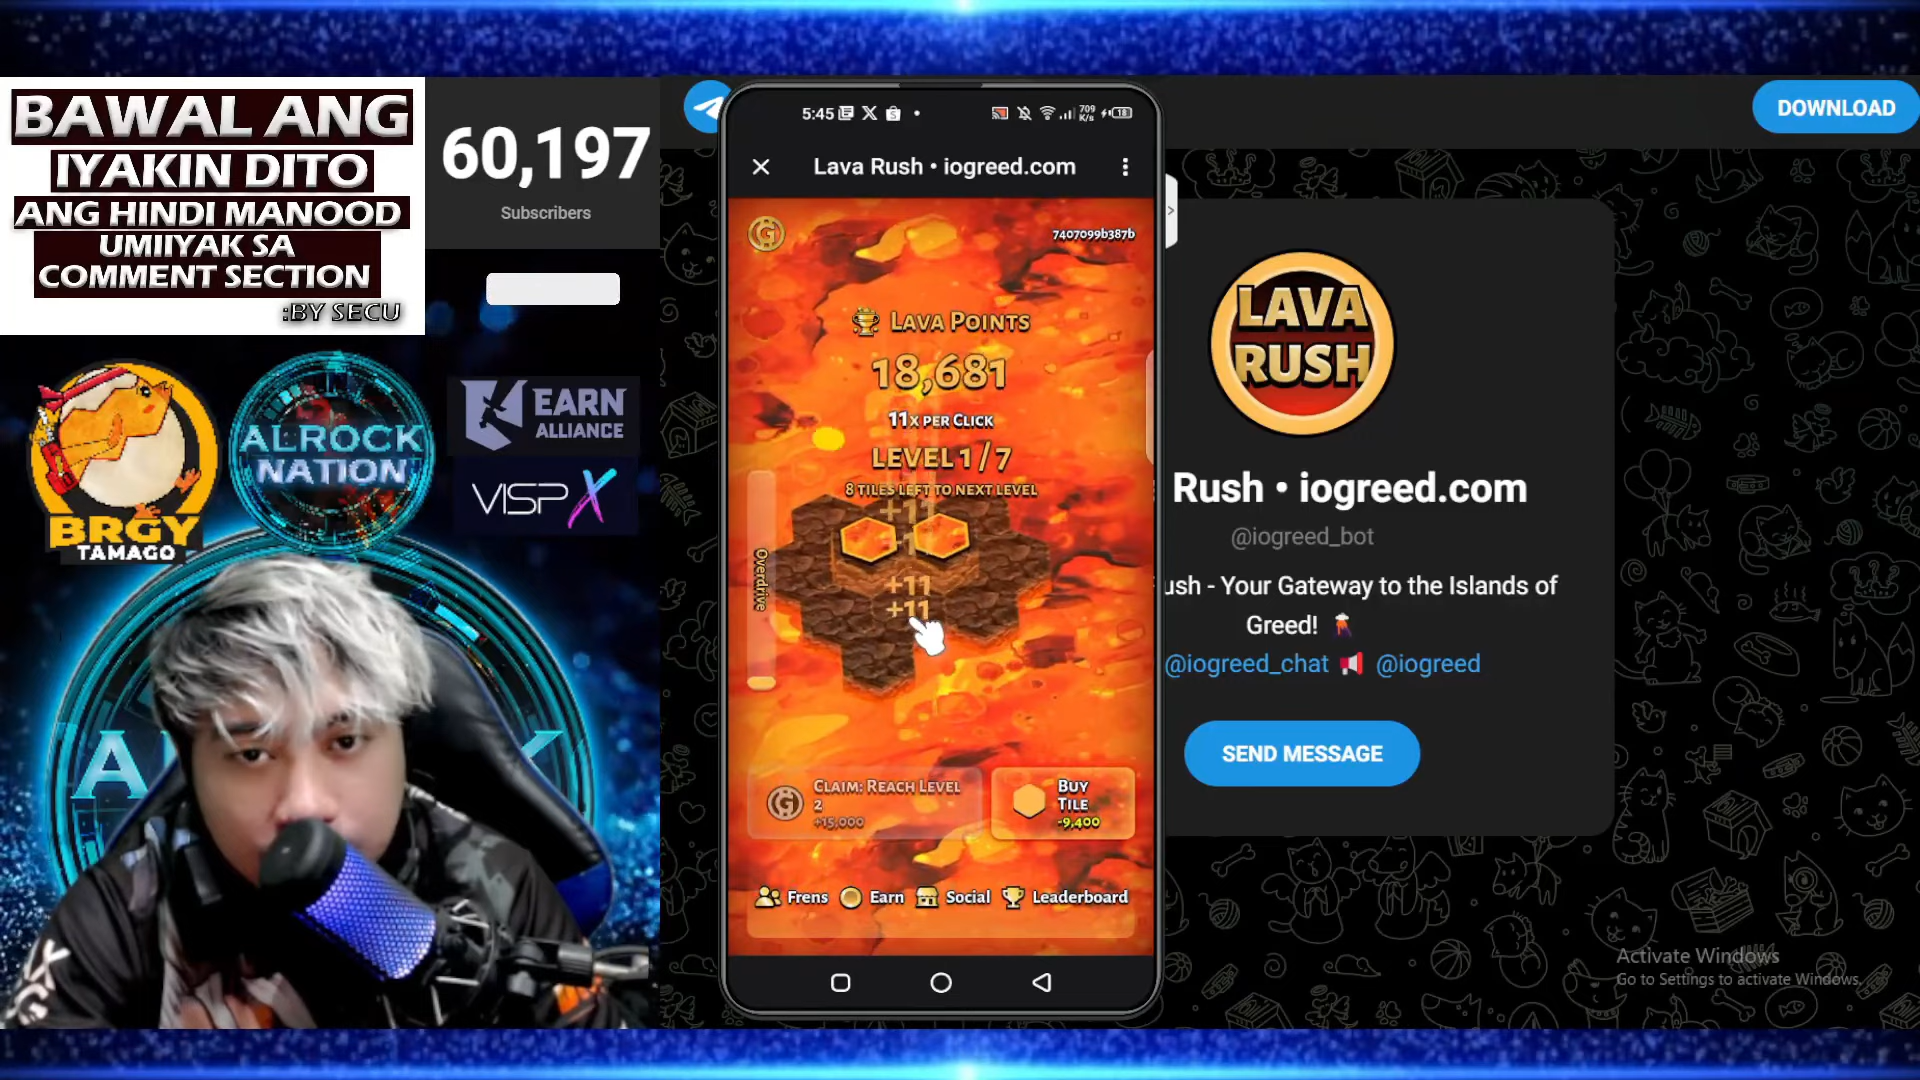 BAWAL ANG
IYAKIN DITO
ANG HINDI MANOOD
UMIIYAK SA
COMMENT SECTION
:BY SECU
60,197
Subscribers
BRGY
TAMAGO
ALROCK
NATION
EARN
ALLIANCE
VISPX
5:45
709
K/s
18
Lava Rush • iogreed.com
7407099b387b
LAVA POINTS
18,681
11X PER CLICK
LEVEL 1 / 7
8 TILES LEFT TO NEXT LEVEL
+11
+11
+11
Overdrive
CLAIM: REACH LEVEL
2
+15,000
BUY
TILE
-9,400
Frens
Earn
Social
Leaderboard
DOWNLOAD
LAVA
RUSH
Rush • iogreed.com
@iogreed_bot
ush - Your Gateway to the Islands of
Greed!
@iogreed_chat @iogreed
SEND MESSAGE
Activate Windows
Go to Settings to activate Windows.